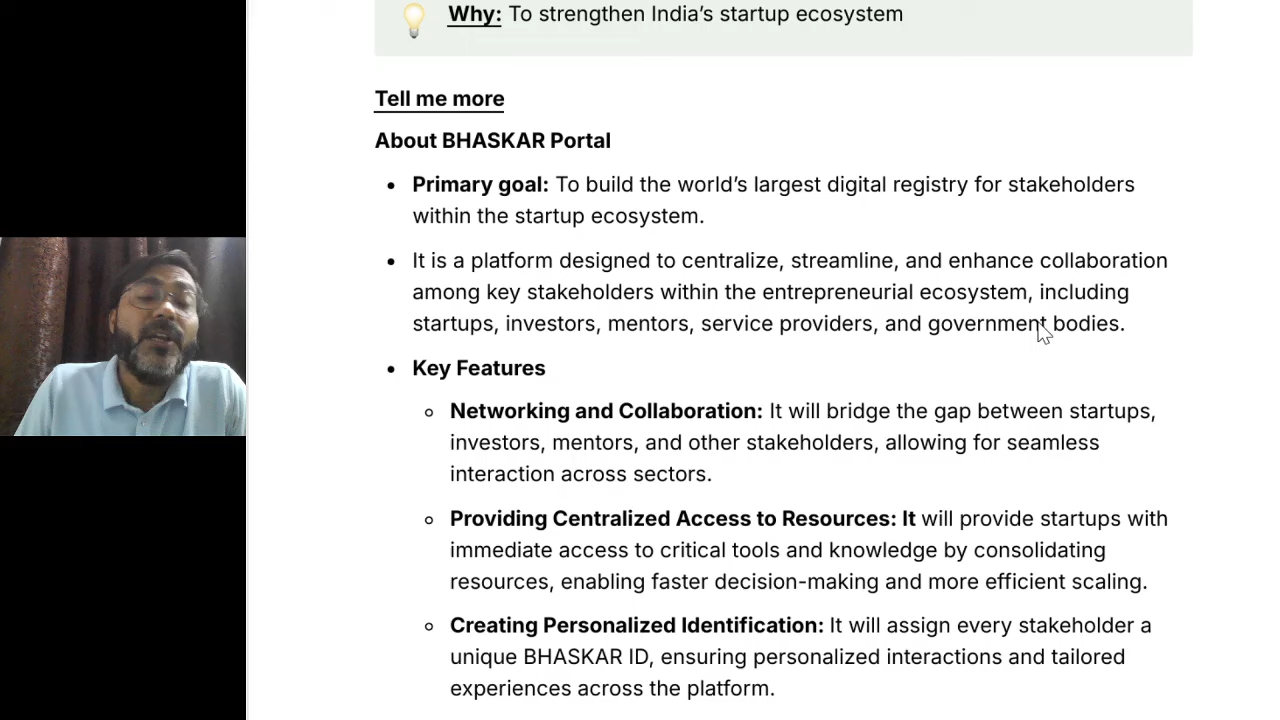 Why: To strengthen India’s startup ecosystem
Tell me more
About BHASKAR Portal
Primary goal: To build the world’s largest digital registry for stakeholders
within the startup ecosystem.
It is a platform designed to centralize, streamline, and enhance collaboration
among key stakeholders within the entrepreneurial ecosystem, including
startups, investors, mentors, service providers, and government bodies.
Key Features
Networking and Collaboration: It will bridge the gap between startups,
investors, mentors, and other stakeholders, allowing for seamless
interaction across sectors.
Providing Centralized Access to Resources: It will provide startups with
immediate access to critical tools and knowledge by consolidating
resources, enabling faster decision-making and more efficient scaling.
Creating Personalized Identification: It will assign every stakeholder a
unique BHASKAR ID, ensuring personalized interactions and tailored
experiences across the platform.